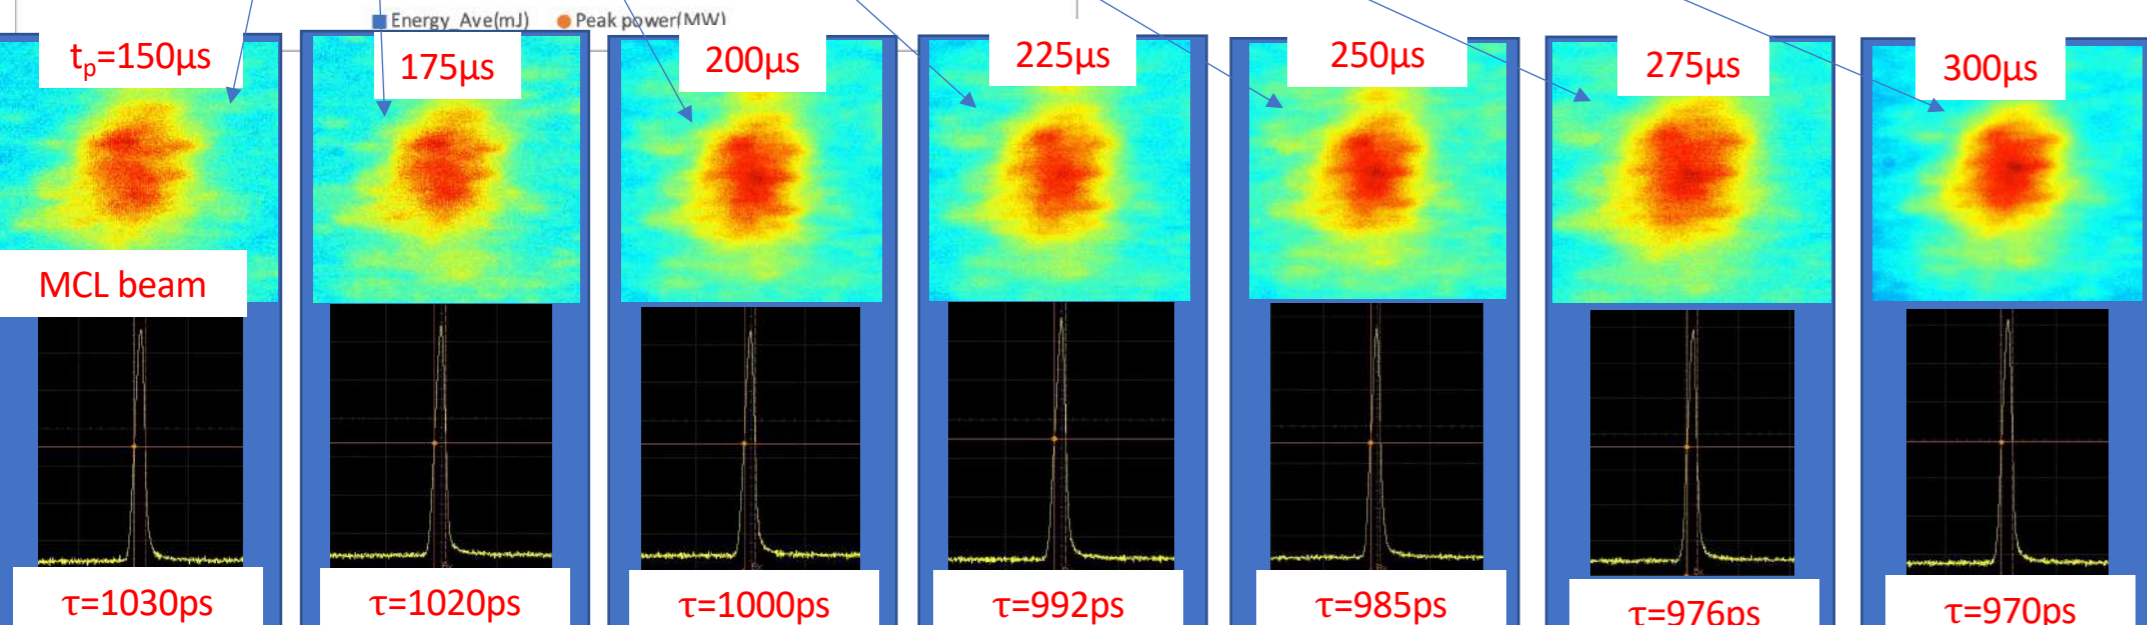 Energy_Ave(mJ) Peak power(MW)
tp=150μs
175μs
200μs
225μs
250μs
275μs
300μs
MCL beam
τ=1030ps
τ=1020ps
τ=1000ps
τ=992ps
τ=985ps
τ=976ps
τ=970ps